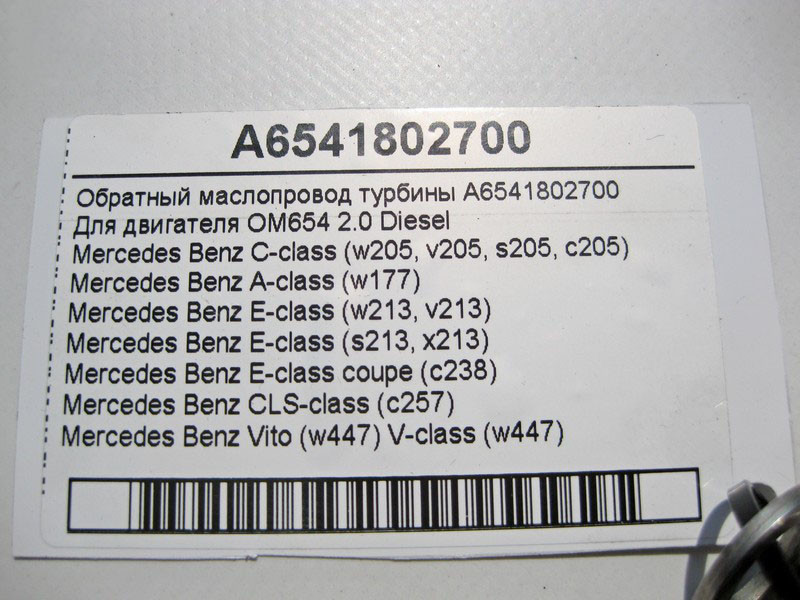 A6541802700
Обратный маслопровод турбины A6541802700
Для двигателя OM654 2.0 Diesel
Mercedes Benz C-class (w205, v205, s205, c205)
Mercedes Benz A-class (w177)
Mercedes Benz E-class (w213, v213)
Mercedes Benz E-class (s213, x213)
Mercedes Benz E-class coupe (c238)
Mercedes Benz CLS-class (c257)
Mercedes Benz Vito (w447) V-class (w447)